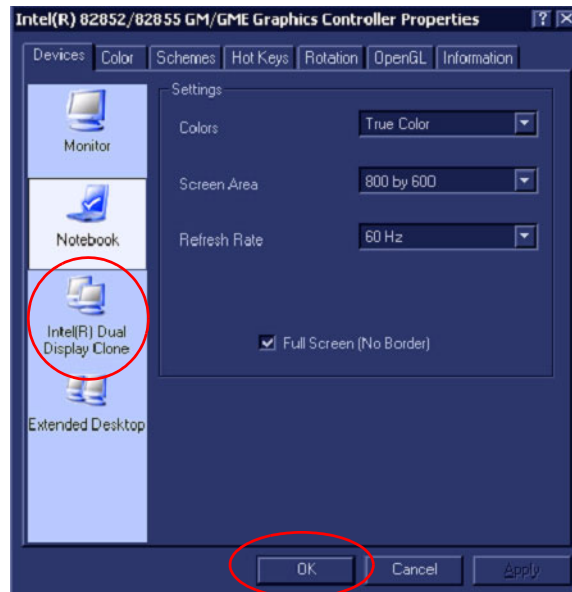 Intel(R) 82852/82855 GM/GME Graphics Controller Properties
Devices Color Schemes Hot Keys Rotation OpenGL Information
Monitor
Notebook
Intel(R) Dual
Display Clone
Extended Desktop
Settings
Colors True Color
Screen Area 800 by 600
Refresh Rate 60 Hz
Full Screen (No Border)
OK Cancel Apply